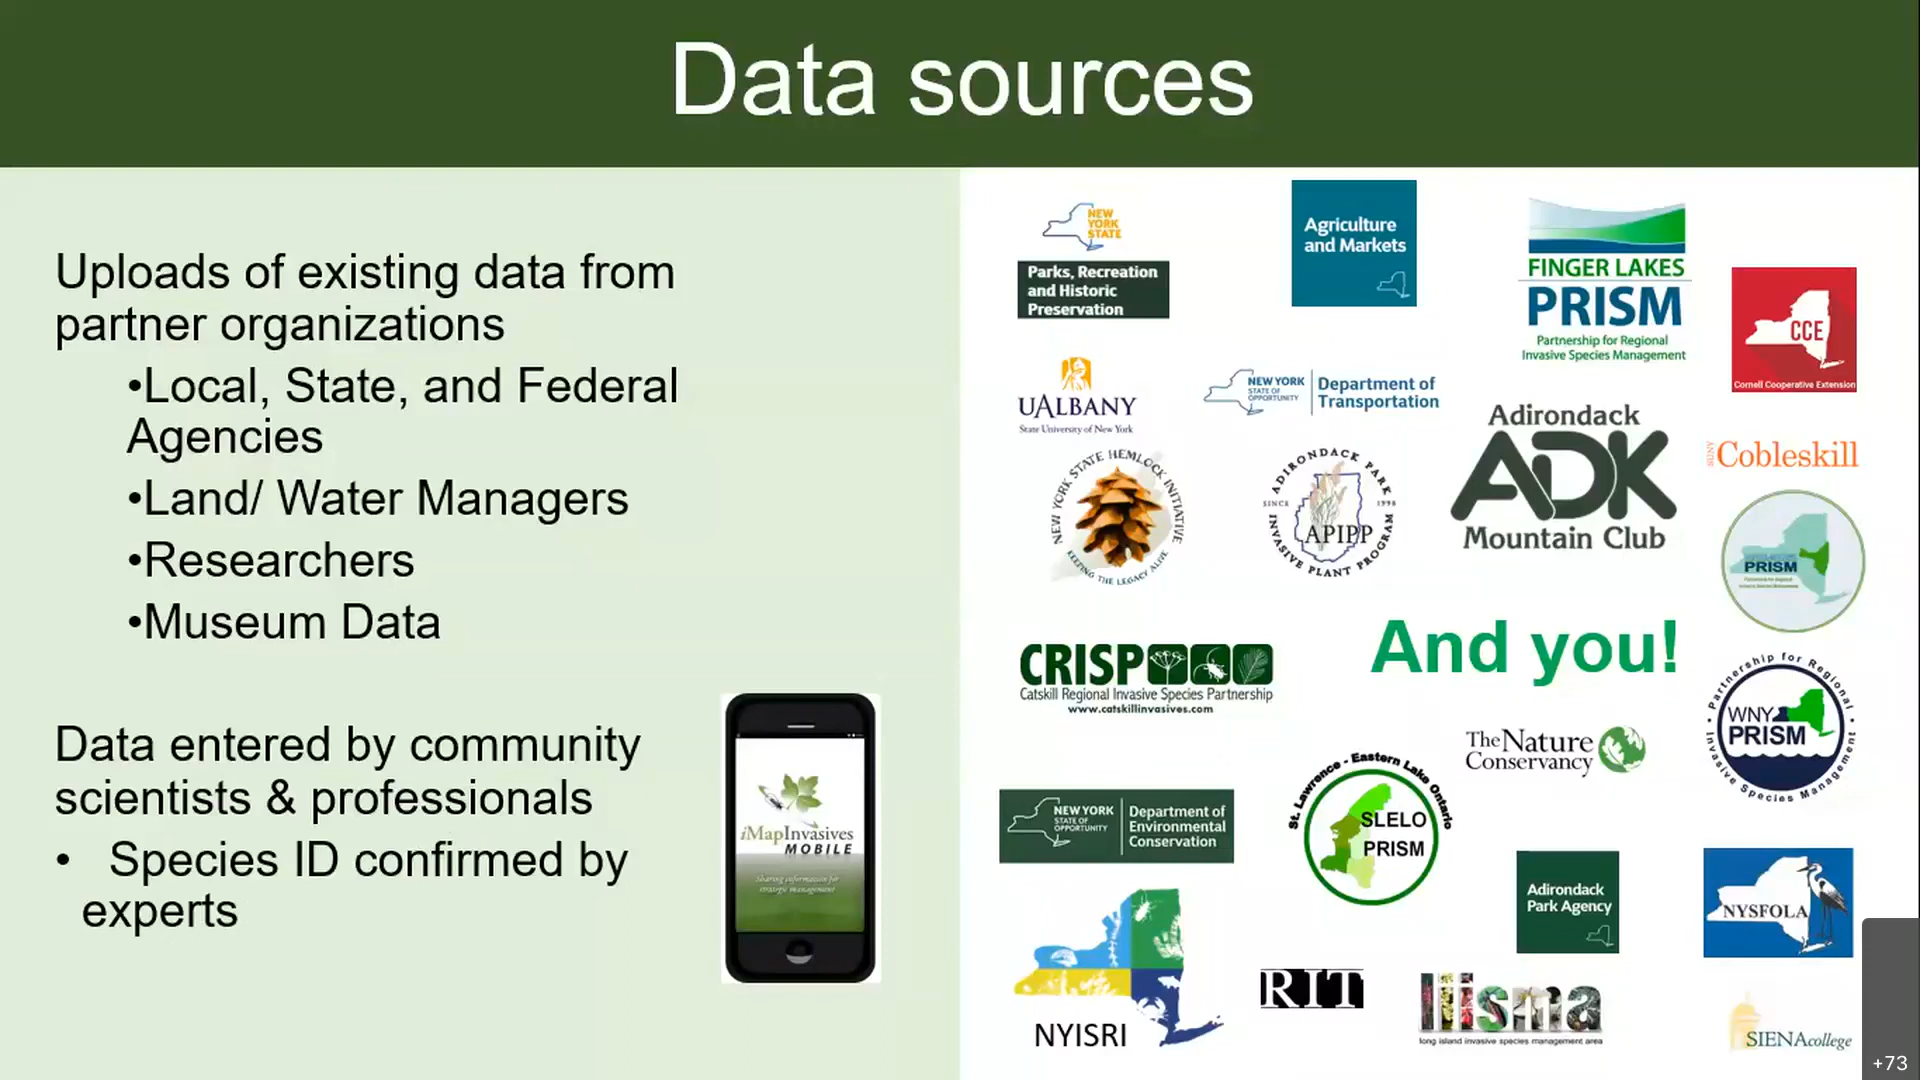 Data sources
Uploads of existing data from
partner organizations
•Local, State, and Federal
Agencies
•Land/ Water Managers
•Researchers
•Museum Data
Data entered by community
scientists & professionals
• Species ID confirmed by
experts
iMapInvasives
MOBILE
Sharing information for
strategic management
NEW
YORK
STATE
Parks, Recreation
and Historic
Preservation
Agriculture
and Markets
FINGER LAKES
PRISM
Partnership for Regional
Invasive Species Management
CCE
Cornell Cooperative Extension
UALBANY
State University of New York
NEW YORK
STATE OF
OPPORTUNITY
Department of
Transportation
Adirondack
ADK
Mountain Club
SUNY Cobleskill
NEW YORK STATE HEMLOCK INITIATIVE
KEEPING THE LEGACY ALIVE
ADIRONDACK PARK
SINCE 1998
APIPP
INVASIVE PLANT PROGRAM
PRISM
CRISP
Catskill Regional Invasive Species Partnership
www.catskillinvasives.com
And you!
The Nature
Conservancy
Partnership for Regional
WNY
PRISM
Invasive Species Management
NEW YORK
STATE OF
OPPORTUNITY
Department of
Environmental
Conservation
St. Lawrence - Eastern Lake Ontario
SLELO
PRISM
Adirondack
Park Agency
NYSFOLA
NYISRI
RIT
liisma
long island invasive species management area
SIENAcollege
+73